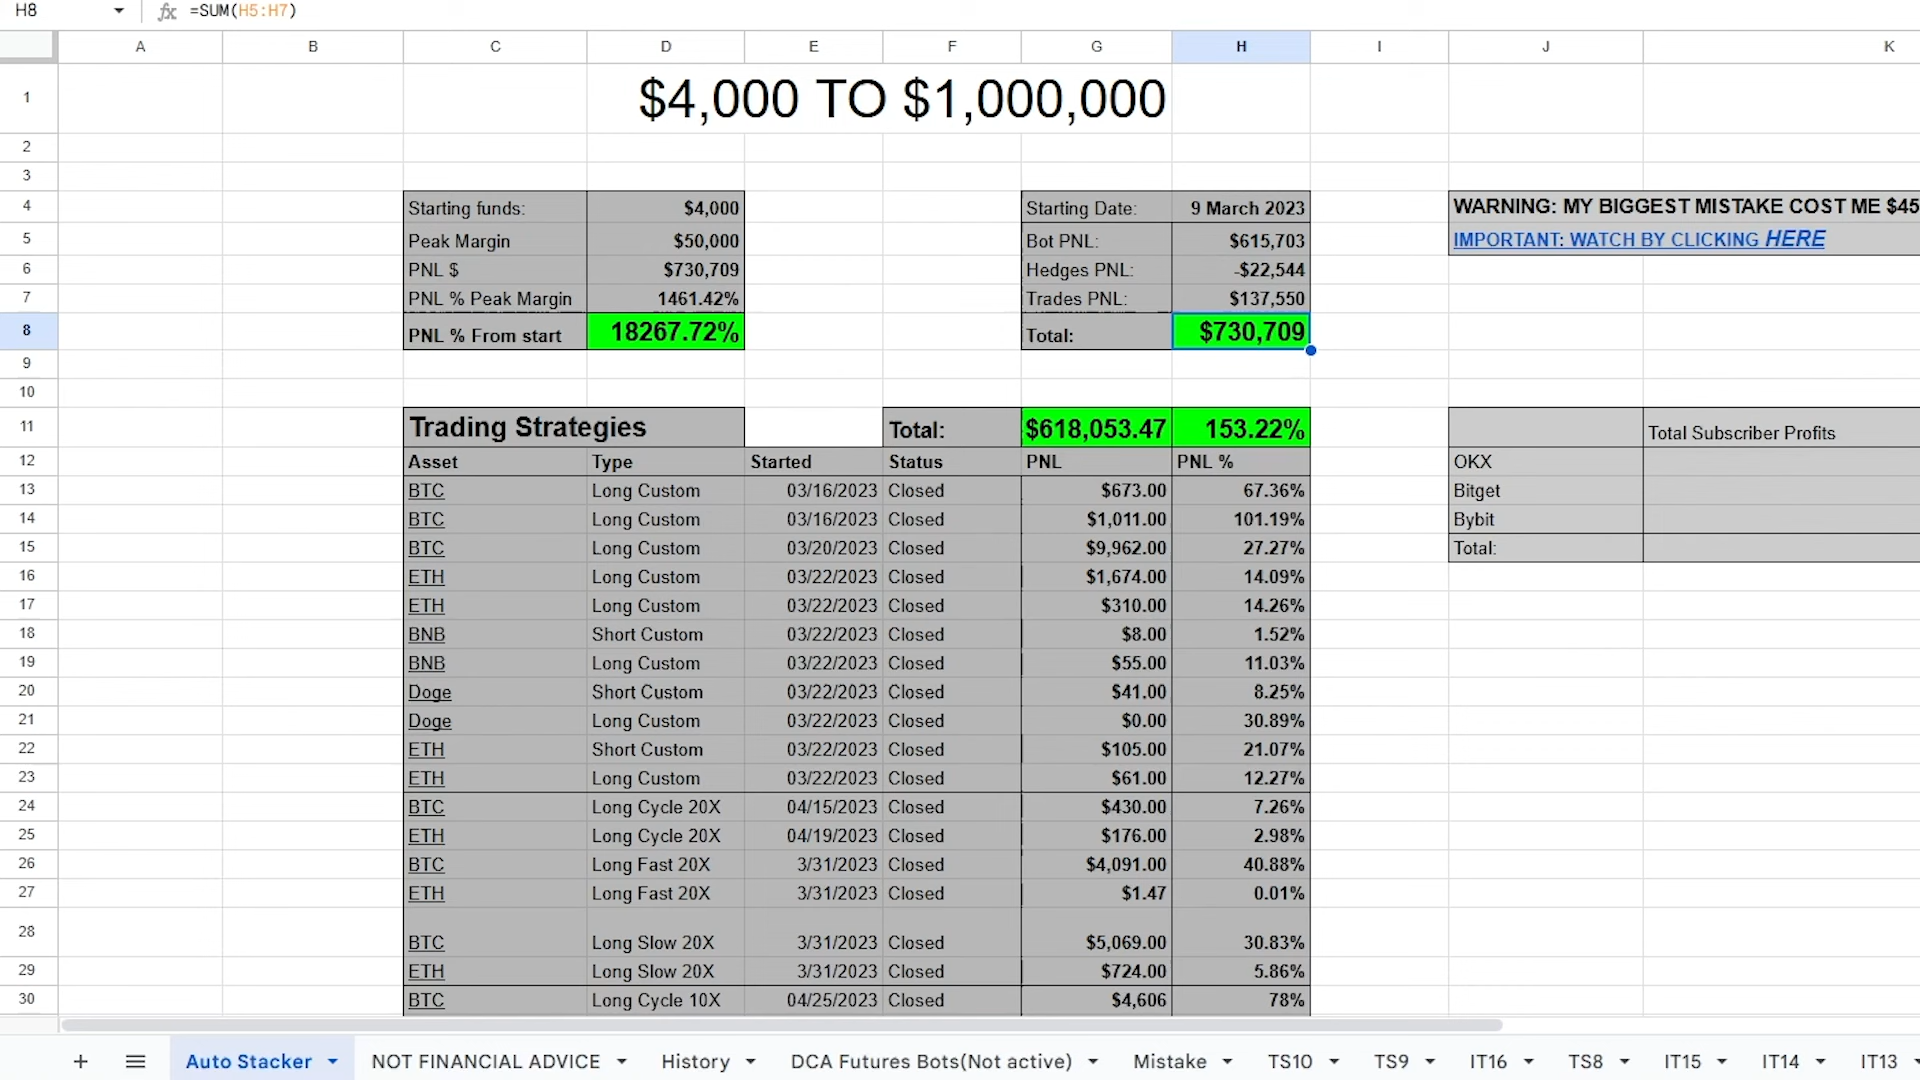 H8 fx =SUM(H5:H7)
A B C D E F G H I J K
1 $4,000 TO $1,000,000
2
3
4 Starting funds: $4,000 Starting Date: 9 March 2023 WARNING: MY BIGGEST MISTAKE COST ME $45
5 Peak Margin $50,000 Bot PNL: $615,703 IMPORTANT: WATCH BY CLICKING HERE
6 PNL $ $730,709 Hedges PNL: -$22,544
7 PNL % Peak Margin 1461.42% Trades PNL: $137,550
8 PNL % From start 18267.72% Total: $730,709
9
10
11 Trading Strategies Total: $618,053.47 153.22% Total Subscriber Profits
12 Asset Type Started Status PNL PNL % OKX
13 BTC Long Custom 03/16/2023 Closed $673.00 67.36% Bitget
14 BTC Long Custom 03/16/2023 Closed $1,011.00 101.19% Bybit
15 BTC Long Custom 03/20/2023 Closed $9,962.00 27.27% Total:
16 ETH Long Custom 03/22/2023 Closed $1,674.00 14.09%
17 ETH Long Custom 03/22/2023 Closed $310.00 14.26%
18 BNB Short Custom 03/22/2023 Closed $8.00 1.52%
19 BNB Long Custom 03/22/2023 Closed $55.00 11.03%
20 Doge Short Custom 03/22/2023 Closed $41.00 8.25%
21 Doge Long Custom 03/22/2023 Closed $0.00 30.89%
22 ETH Short Custom 03/22/2023 Closed $105.00 21.07%
23 ETH Long Custom 03/22/2023 Closed $61.00 12.27%
24 BTC Long Cycle 20X 04/15/2023 Closed $430.00 7.26%
25 ETH Long Cycle 20X 04/19/2023 Closed $176.00 2.98%
26 BTC Long Fast 20X 3/31/2023 Closed $4,091.00 40.88%
27 ETH Long Fast 20X 3/31/2023 Closed $1.47 0.01%
28 BTC Long Slow 20X 3/31/2023 Closed $5,069.00 30.83%
29 ETH Long Slow 20X 3/31/2023 Closed $724.00 5.86%
30 BTC Long Cycle 10X 04/25/2023 Closed $4,606 78%
+ Auto Stacker NOT FINANCIAL ADVICE History DCA Futures Bots(Not active) Mistake TS10 TS9 IT16 TS8 IT15 IT14 IT13